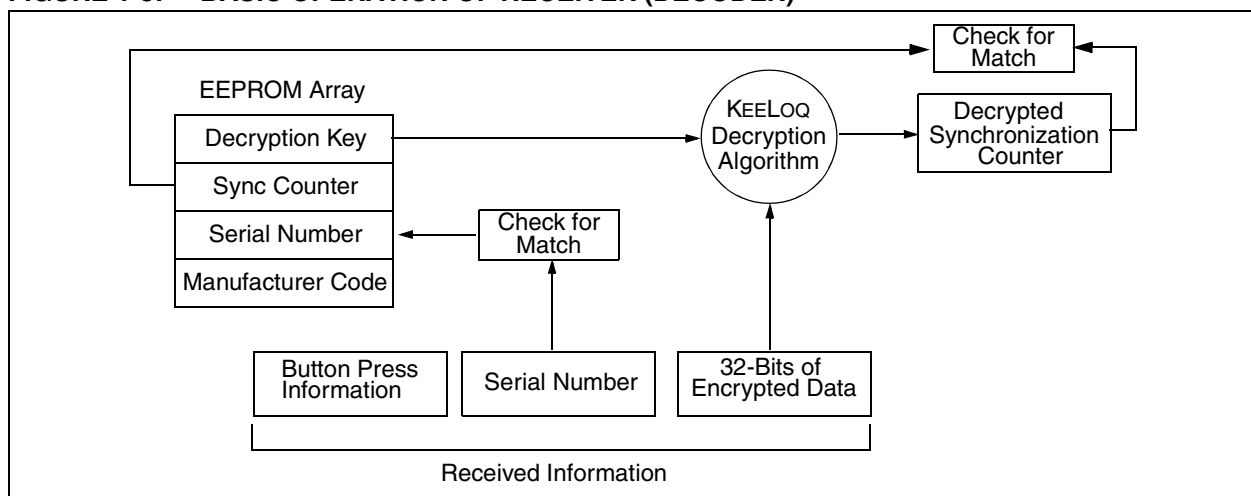 Check for
Match
EEPROM Array
Decryption Key
Sync Counter
Serial Number
Manufacturer Code
KEELOQ
Decryption
Algorithm
Decrypted
Synchronization
Counter
Check for
Match
Button Press
Information
Serial Number
32-Bits of
Encrypted Data
Received Information